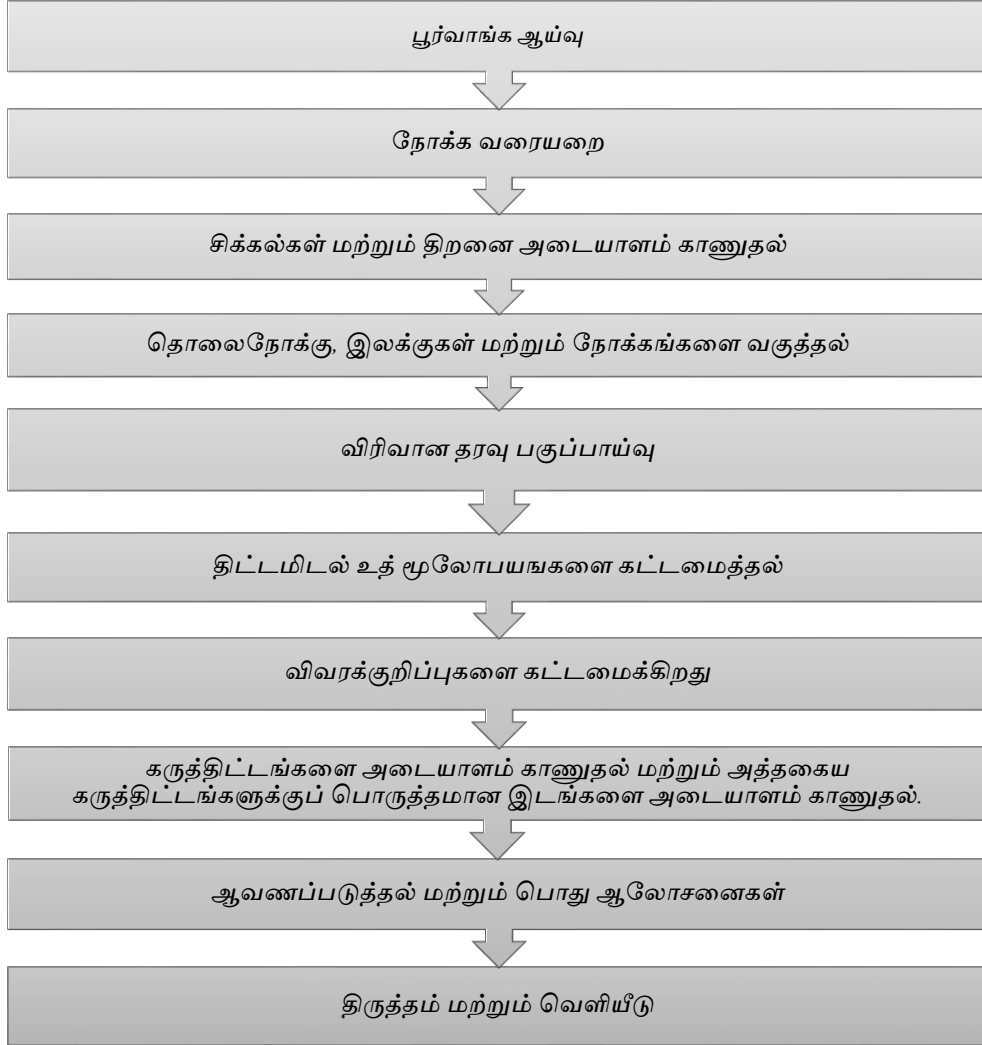 பூர்வாங்க ஆய்வு
நோக்க வரையறை
சிக்கல்கள் மற்றும் திறனை அடையாளம் காணுதல்
தொலைநோக்கு, இலக்குகள் மற்றும் நோக்கங்களை வகுத்தல்
விரிவான தரவு பகுப்பாய்வு
திட்டமிடல் உத் மூலோபயஙகளை கட்டமைத்தல்
விவரக்குறிப்புகளை கட்டமைக்கிறது
கருத்திட்டங்களை அடையாளம் காணுதல் மற்றும் அத்தகைய
கருத்திட்டங்களுக்குப் பொருத்தமான இடங்களை அடையாளம் காணுதல்.
ஆவணப்படுத்தல் மற்றும் பொது ஆலோசனைகள்
திருத்தம் மற்றும் வெளியீடு